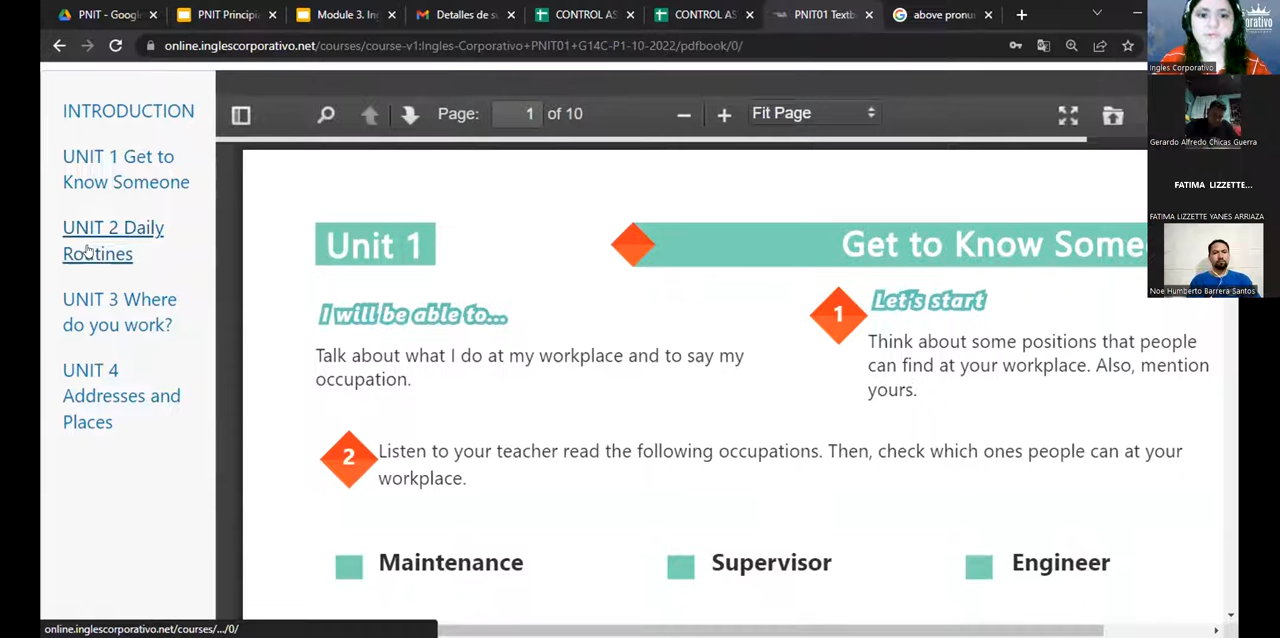 PNIT - Googl
PNIT Principi
Module 3. In
Detalles de su
CONTROL AS
CONTROL AS
PNIT01 Textb
above pronu
online.inglescorporativo.net/courses/course-v1:Ingles-Corporativo+PNIT01+G14C-P1-10-2022/pdfbook/0/
orativo
Ingles Corporativo
Gerardo Alfredo Chicas Guerra
FATIMA LIZZETTE...
FATIMA LIZZETTE YANES ARRIAZA
Noe Humberto Barrera Santos
INTRODUCTION
UNIT 1 Get to
Know Someone
UNIT 2 Daily
Routines
UNIT 3 Where
do you work?
UNIT 4
Addresses and
Places
Page: 1 of 10
Fit Page
Unit 1
Get to Know Some
I will be able to...
Talk about what I do at my workplace and to say my
occupation.
1
Let's start
Think about some positions that people
can find at your workplace. Also, mention
yours.
2
Listen to your teacher read the following occupations. Then, check which ones people can at your
workplace.
Maintenance
Supervisor
Engineer
online.inglescorporativo.net/courses/.../0/